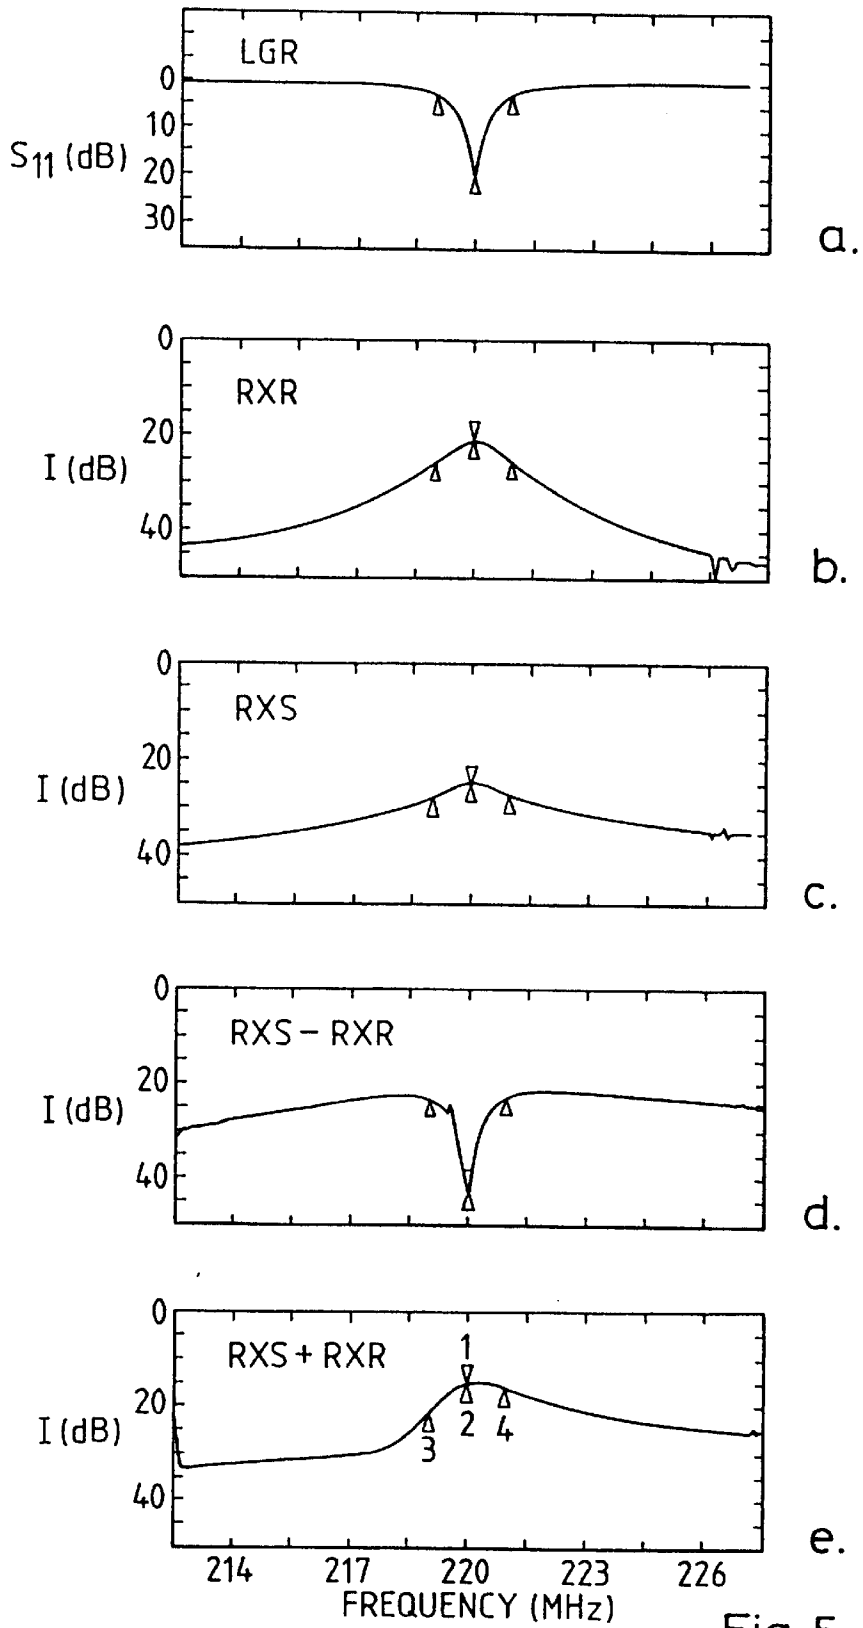 LGR
0
10
S11 (dB)
20
30
a.
0
RXR
20
I (dB)
40
b.
0
RXS
20
I (dB)
40
c.
0
RXS - RXR
20
I (dB)
40
d.
0
RXS + RXR
1
20
I (dB)
2
4
3
40
e.
214 217 220 223 226
FREQUENCY (MHz)
Fig. 5